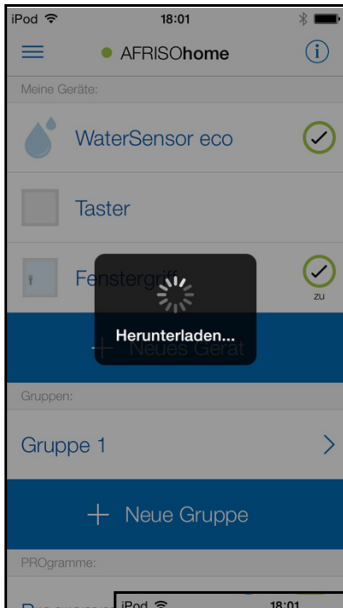 iPod 18:01
AFRISOhome
Meine Geräte:
WaterSensor eco
Taster
Fenstergriff
zu
Herunterladen...
+ Neues Gerät
Gruppen:
Gruppe 1
+ Neue Gruppe
PROgramme:
iPod 18:01